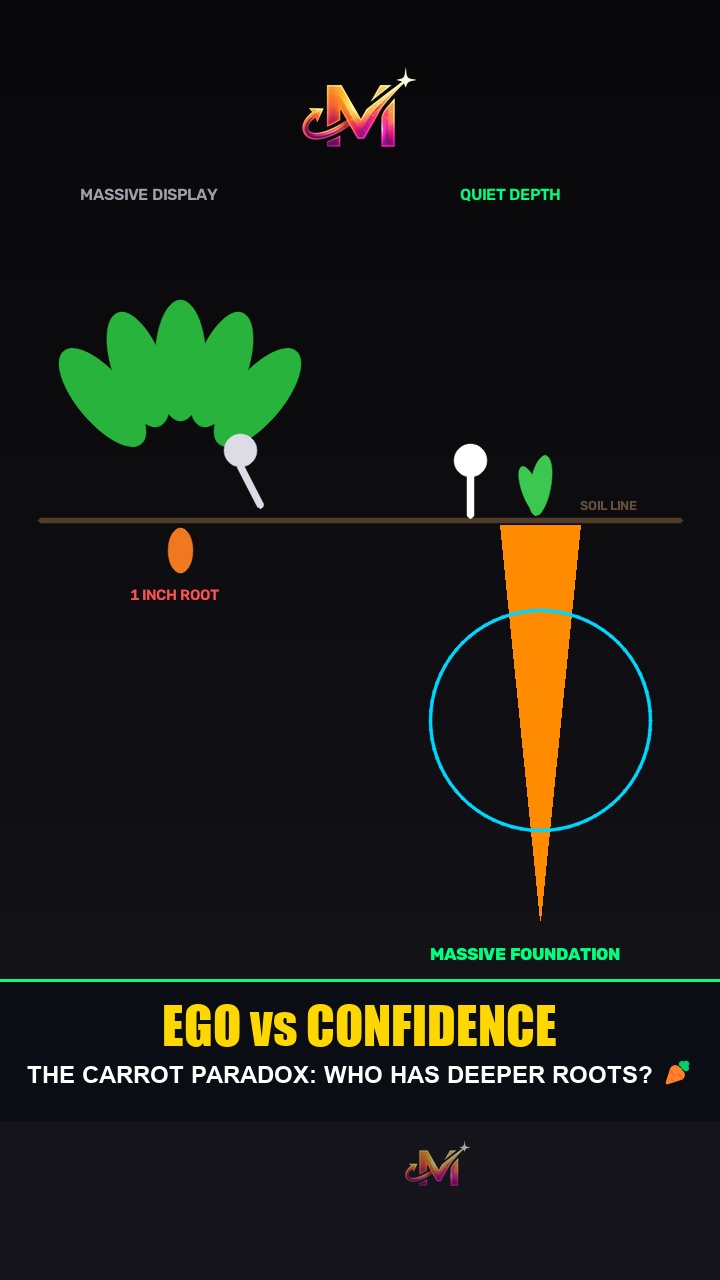 M
MASSIVE DISPLAY
QUIET DEPTH
SOIL LINE
1 INCH ROOT
MASSIVE FOUNDATION
EGO vs CONFIDENCE
THE CARROT PARADOX: WHO HAS DEEPER ROOTS? 🥕
M